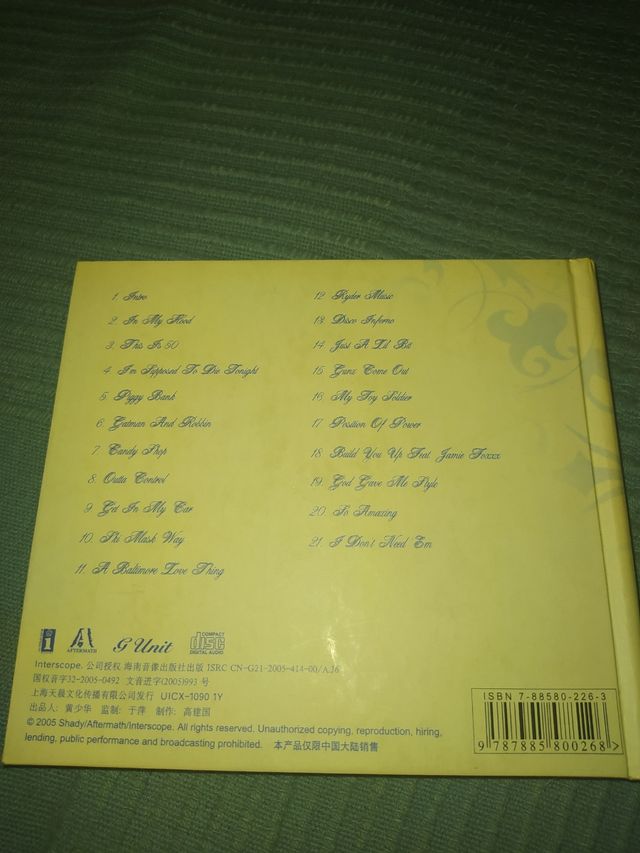 1. Intro
2. In My Hood
3. This Is 50
4. I'm Supposed To Die Tonight
5. Piggy Bank
6. Gatman And Robbin
7. Candy Shop
8. Outta Control
9. Get In My Car
10. Ski Mask Way
11. A Baltimore Love Thing
12. Ryder Music
13. Disco Inferno
14. Just A Lil Bit
15. Gunz Come Out
16. My Toy Soldier
17. Position Of Power
18. Build You Up Feat. Jamie Foxxx
19. God Gave Me Style
20. So Amazing
21. I Don't Need Em
AFTERMATH
G Unit
COMPACT
disc
DIGITAL AUDIO
Interscope. 公司授权 海南音像出版社出版 ISRC CN-G21-2005-414-00/A.J6
国权音字32-2005-0492 文音进字(2005)993号
上海天晨文化传播有限公司发行 UICX-1090 1Y
出品人: 黄少华 监制: 于萍 制作: 高建国
© 2005 Shady/Aftermath/Interscope. All rights reserved. Unauthorized copying, reproduction, hiring,
lending, public performance and broadcasting prohibited. 本产品仅限中国大陆销售
ISBN 7-88580-226-3
9 787885 800268 >